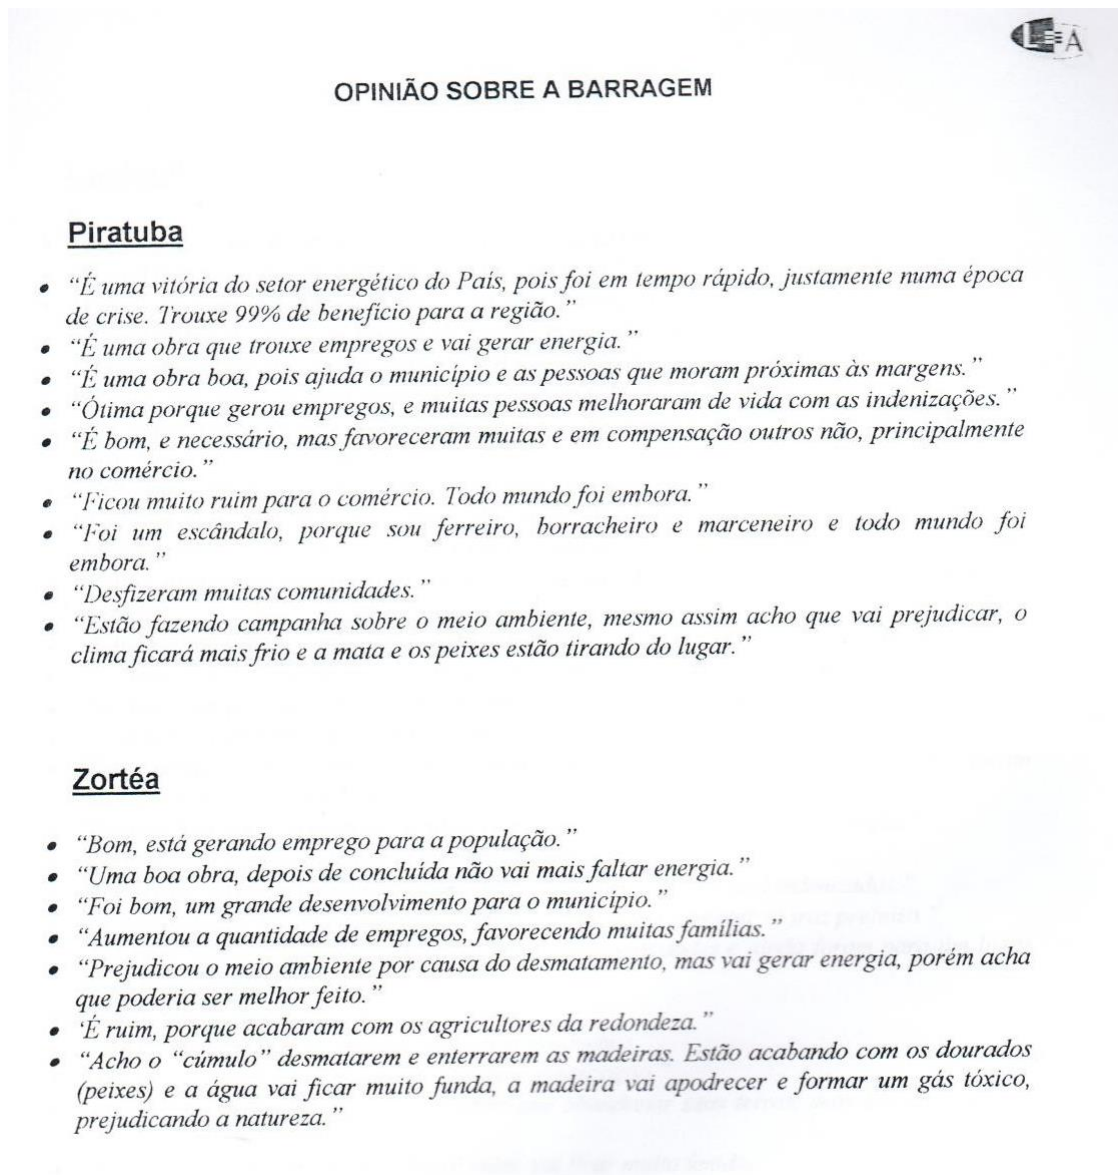 LEA
OPINIÃO SOBRE A BARRAGEM
Piratuba
• “É uma vitória do setor energético do País, pois foi em tempo rápido, justamente numa época
de crise. Trouxe 99% de benefício para a região.”
• “É uma obra que trouxe empregos e vai gerar energia.”
• “É uma obra boa, pois ajuda o município e as pessoas que moram próximas às margens.”
• “Ótima porque gerou empregos, e muitas pessoas melhoraram de vida com as indenizações.”
• “É bom, e necessário, mas favoreceram muitas e em compensação outros não, principalmente
no comércio.”
• “Ficou muito ruim para o comércio. Todo mundo foi embora.”
• “Foi um escândalo, porque sou ferreiro, borracheiro e marceneiro e todo mundo foi
embora.”
• “Desfizeram muitas comunidades.”
• “Estão fazendo campanha sobre o meio ambiente, mesmo assim acho que vai prejudicar, o
clima ficará mais frio e a mata e os peixes estão tirando do lugar.”
Zortéa
• “Bom, está gerando emprego para a população.”
• “Uma boa obra, depois de concluída não vai mais faltar energia.”
• “Foi bom, um grande desenvolvimento para o município.”
• “Aumentou a quantidade de empregos, favorecendo muitas famílias.”
• “Prejudicou o meio ambiente por causa do desmatamento, mas vai gerar energia, porém acha
que poderia ser melhor feito.”
• ‘É ruim, porque acabaram com os agricultores da redondeza.”
• “Acho o “cúmulo” desmatarem e enterrarem as madeiras. Estão acabando com os dourados
(peixes) e a água vai ficar muito funda, a madeira vai apodrecer e formar um gás tóxico,
prejudicando a natureza.”